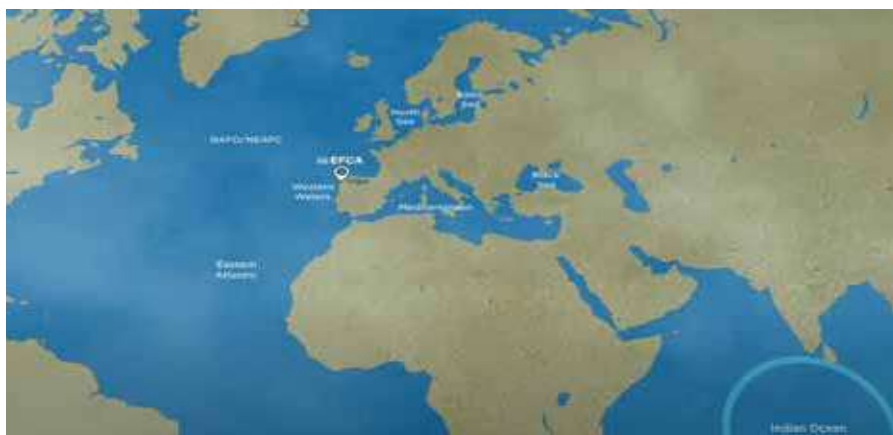 Baltic
Sea
North
Sea
NAFO/NEAFC
EFCA
Black
Sea
Western
Waters
Mediterranean
Eastern
Atlantic
Indian Ocean